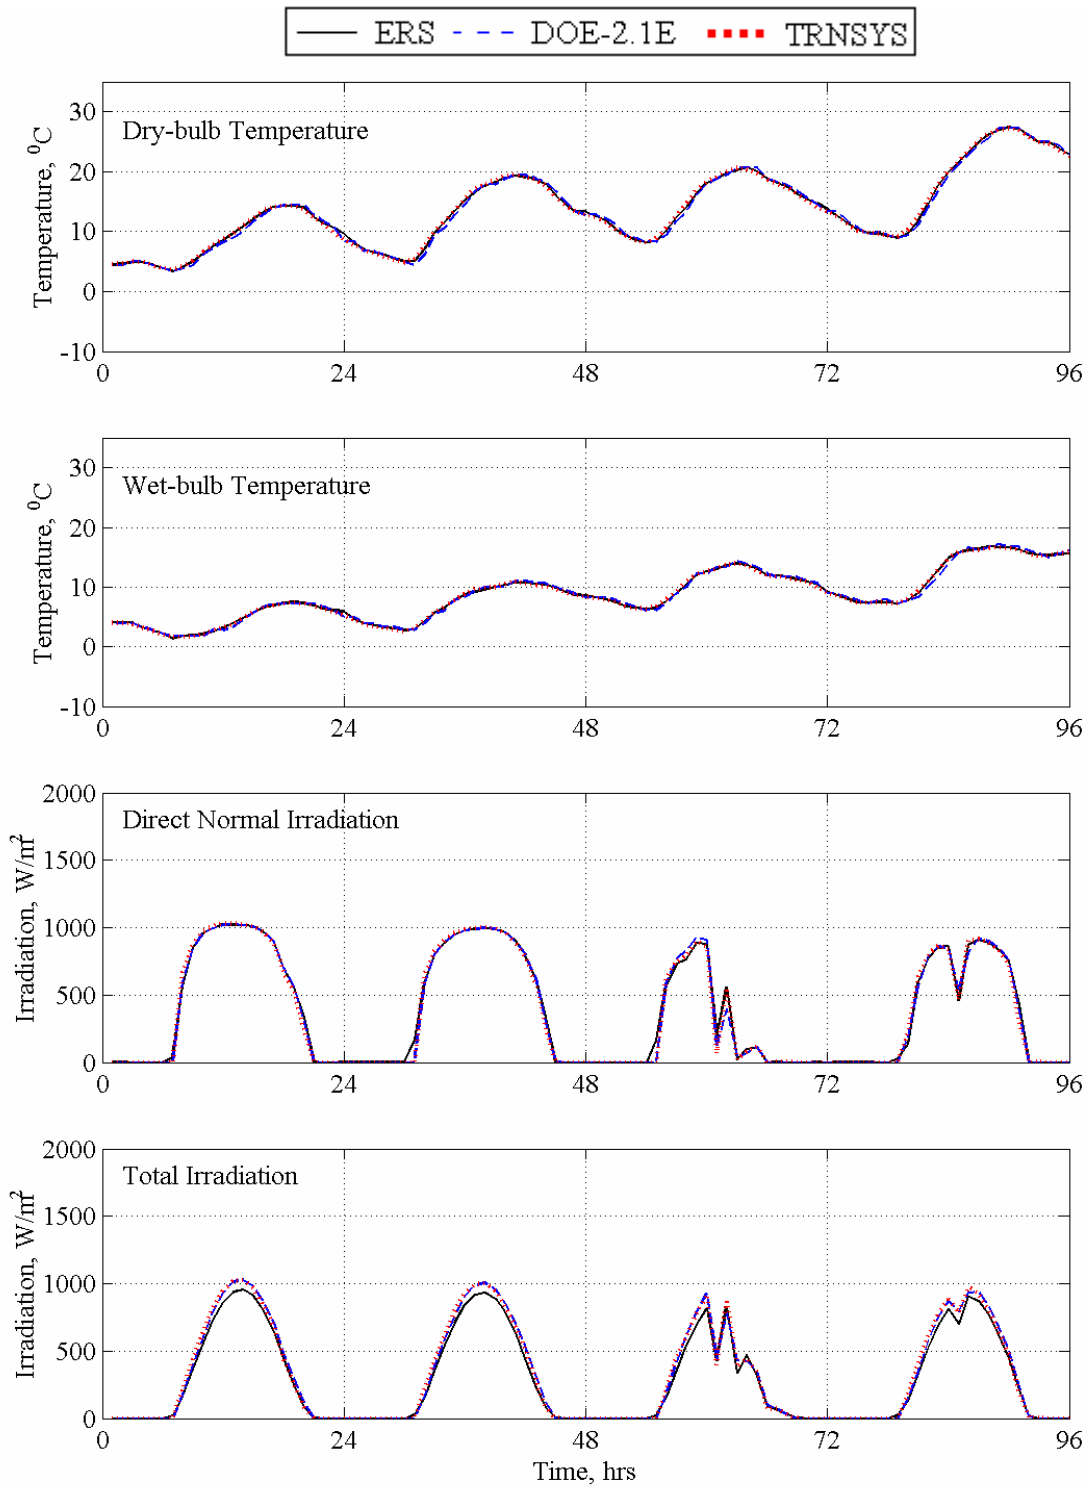 ERS DOE-2.1E TRNSYS
Dry-bulb Temperature
Temperature, ⁰C
30
20
10
0
-10
0 24 48 72 96
Wet-bulb Temperature
Temperature, ⁰C
30
20
10
0
-10
0 24 48 72 96
Direct Normal Irradiation
Irradiation, W/m²
2000
1500
1000
500
0
0 24 48 72 96
Total Irradiation
Irradiation, W/m²
2000
1500
1000
500
0
0 24 48 72 96
Time, hrs